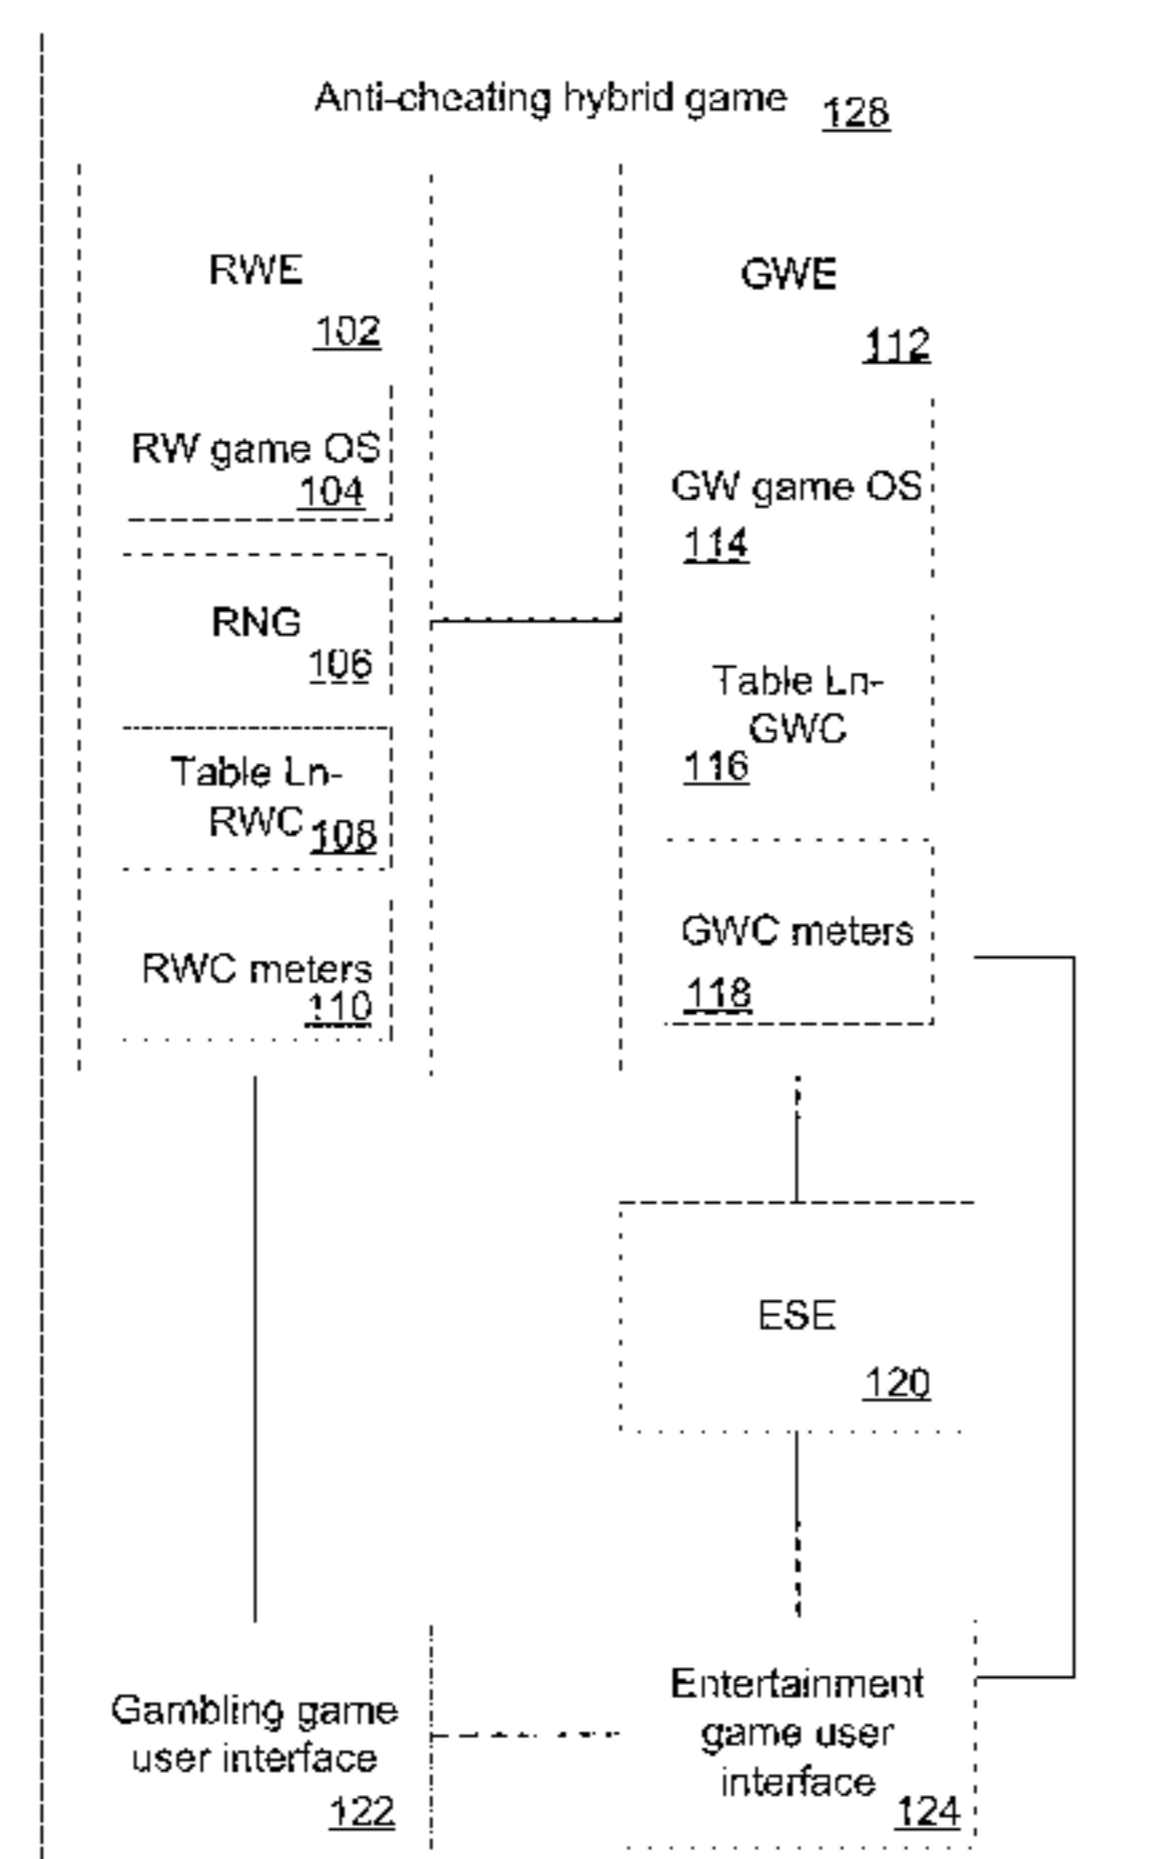 Anti-cheating hybrid game 128
RWE
102
RW game OS
104
RNG
106
Table Ln-
RWC 108
RWC meters
110
GWE
112
GW game OS
114
Table Ln-
GWC
116
GWC meters
118
ESE
120
Gambling game
user interface
122
Entertainment
game user
interface
124